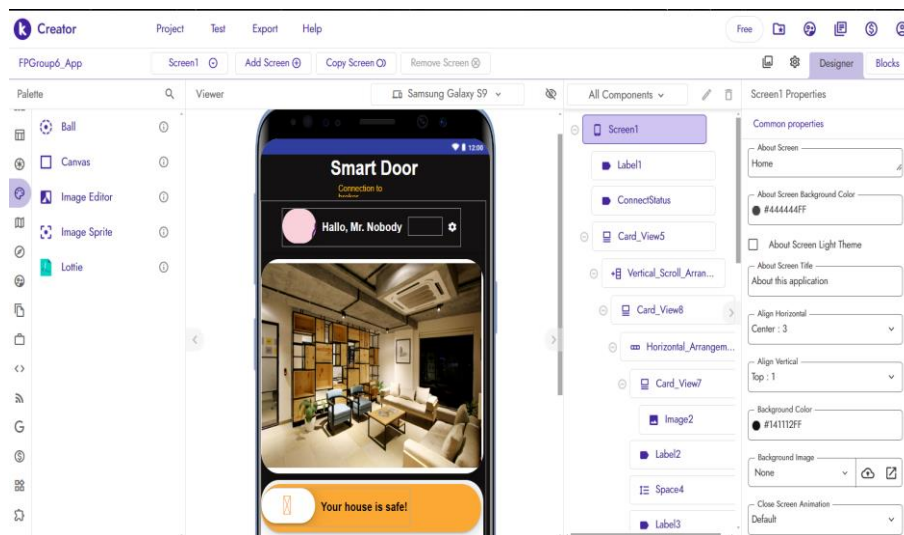 k Creator Project Test Export Help Free
FPGroup6_App Screen1 Add Screen Copy Screen Remove Screen Designer Blocks
Palette Viewer Samsung Galaxy S9 All Components Screen1 Properties
Ball
Canvas
Image Editor
Image Sprite
Lottie
12:00
Smart Door
Connection to
Hallo, Mr. Nobody
Your house is safe!
Screen1
Label1
ConnectStatus
Card_View5
Vertical_Scroll_Arran...
Card_View8
Horizontal_Arrangem...
Card_View7
Image2
Label2
Space4
Label3
Common properties
About Screen
Home
About Screen Background Color
#444444FF
About Screen Light Theme
About Screen Title
About this application
Align Horizontal
Center : 3
Align Vertical
Top : 1
Background Color
#141112FF
Background Image
None
Close Screen Animation
Default